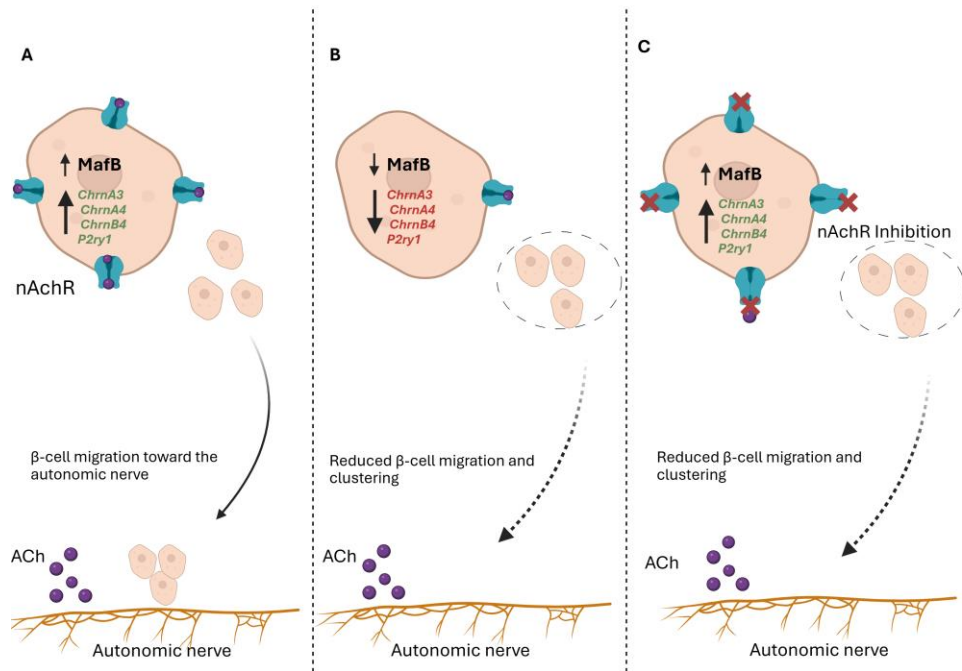 A
MafB
ChrnA3
ChrnA4
ChrnB4
P2ry1
nAchR
β-cell migration toward the
autonomic nerve
ACh
Autonomic nerve
B
MafB
ChrnA3
ChrnA4
ChrnB4
P2ry1
Reduced β-cell migration and
clustering
ACh
Autonomic nerve
C
MafB
ChrnA3
ChrnA4
ChrnB4
P2ry1
nAchR Inhibition
Reduced β-cell migration and
clustering
ACh
Autonomic nerve